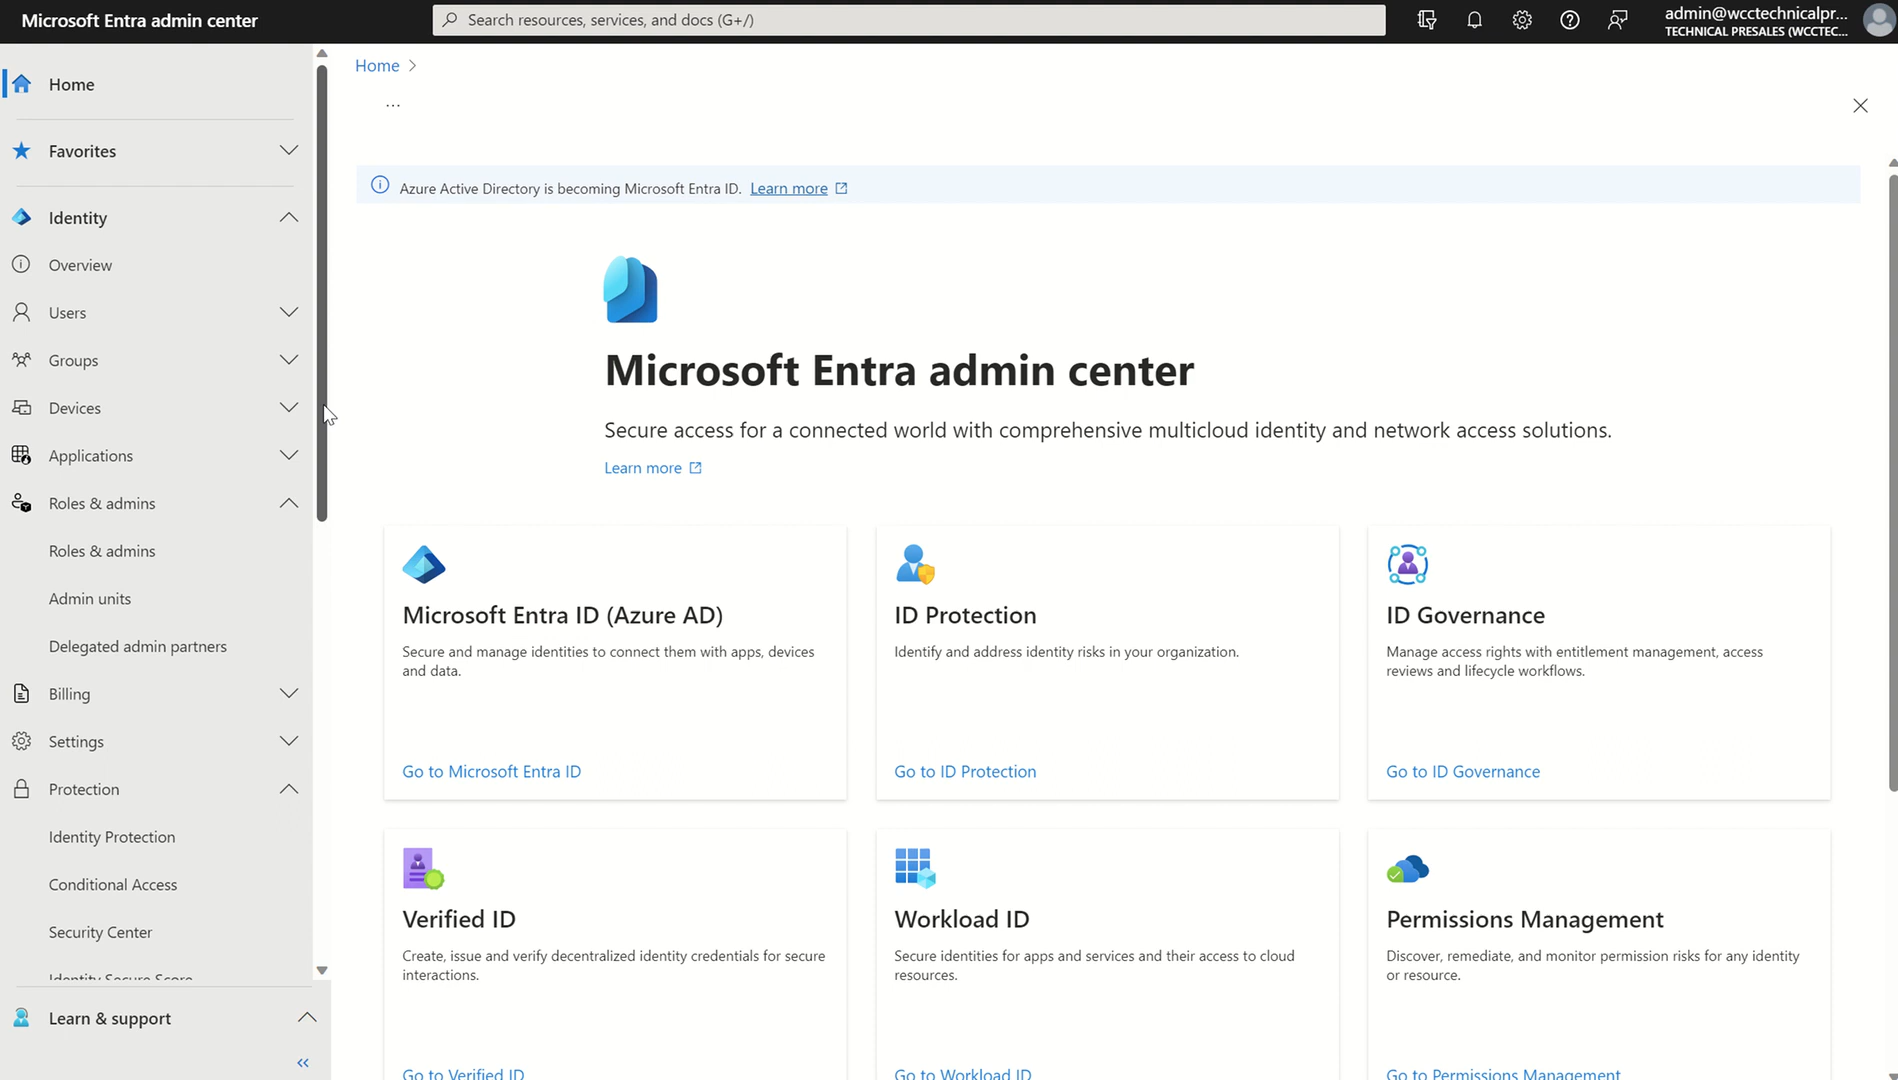 Microsoft Entra admin center
Search resources, services, and docs (G+/)
admin@wcctechnicalpr...
TECHNICAL PRESALES (WCCTEC...
Home
Favorites
Identity
Overview
Users
Groups
Devices
Applications
Roles & admins
Roles & admins
Admin units
Delegated admin partners
Billing
Settings
Protection
Identity Protection
Conditional Access
Security Center
Identity Secure Score
Learn & support
«
Home >
...
Azure Active Directory is becoming Microsoft Entra ID. Learn more
Microsoft Entra admin center
Secure access for a connected world with comprehensive multicloud identity and network access solutions.
Learn more
Microsoft Entra ID (Azure AD)
Secure and manage identities to connect them with apps, devices
and data.
Go to Microsoft Entra ID
ID Protection
Identify and address identity risks in your organization.
Go to ID Protection
ID Governance
Manage access rights with entitlement management, access
reviews and lifecycle workflows.
Go to ID Governance
Verified ID
Create, issue and verify decentralized identity credentials for secure
interactions.
Go to Verified ID
Workload ID
Secure identities for apps and services and their access to cloud
resources.
Go to Workload ID
Permissions Management
Discover, remediate, and monitor permission risks for any identity
or resource.
Go to Permissions Management